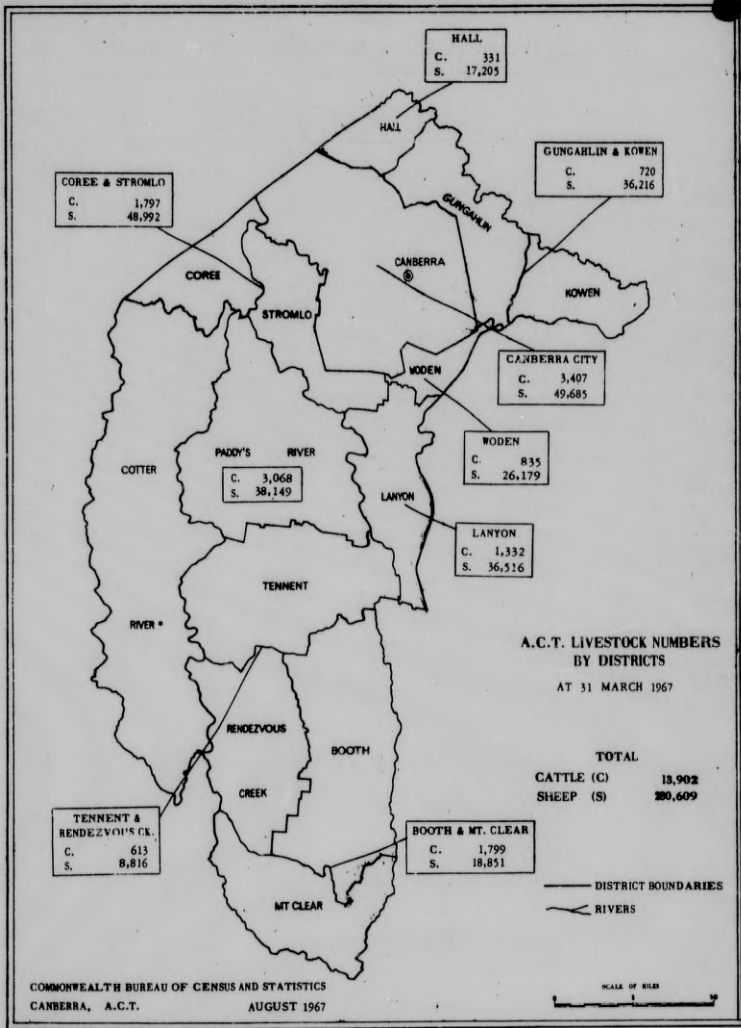 HALL
C. 331
S. 17,205
HALL
GUNGAHLIN & KOWEN
C. 720
S. 36,216
COREE & STROMLO
C. 1,797
S. 48,992
GUNGAHLIN
CANBERRA
COREE
KOWEN
STROMLO
CANBERRA CITY
C. 3,407
S. 49,685
WODEN
WODEN
C. 835
S. 26,179
PADDY'S RIVER
C. 3,068
S. 38,149
COTTER
LANYON
LANYON
C. 1,332
S. 36,516
TENNENT
RIVER *
A.C.T. LIVESTOCK NUMBERS
BY DISTRICTS
AT 31 MARCH 1967
RENDEZVOUS
BOOTH
CREEK
TOTAL
CATTLE (C) 13,902
SHEEP (S) 280,609
TENNENT &
RENDEZVOUS CK.
C. 613
S. 8,816
BOOTH & MT. CLEAR
C. 1,799
S. 18,851
MT CLEAR
DISTRICT BOUNDARIES
RIVERS
COMMONWEALTH BUREAU OF CENSUS AND STATISTICS
CANBERRA, A.C.T. AUGUST 1967
SCALE OF MILES